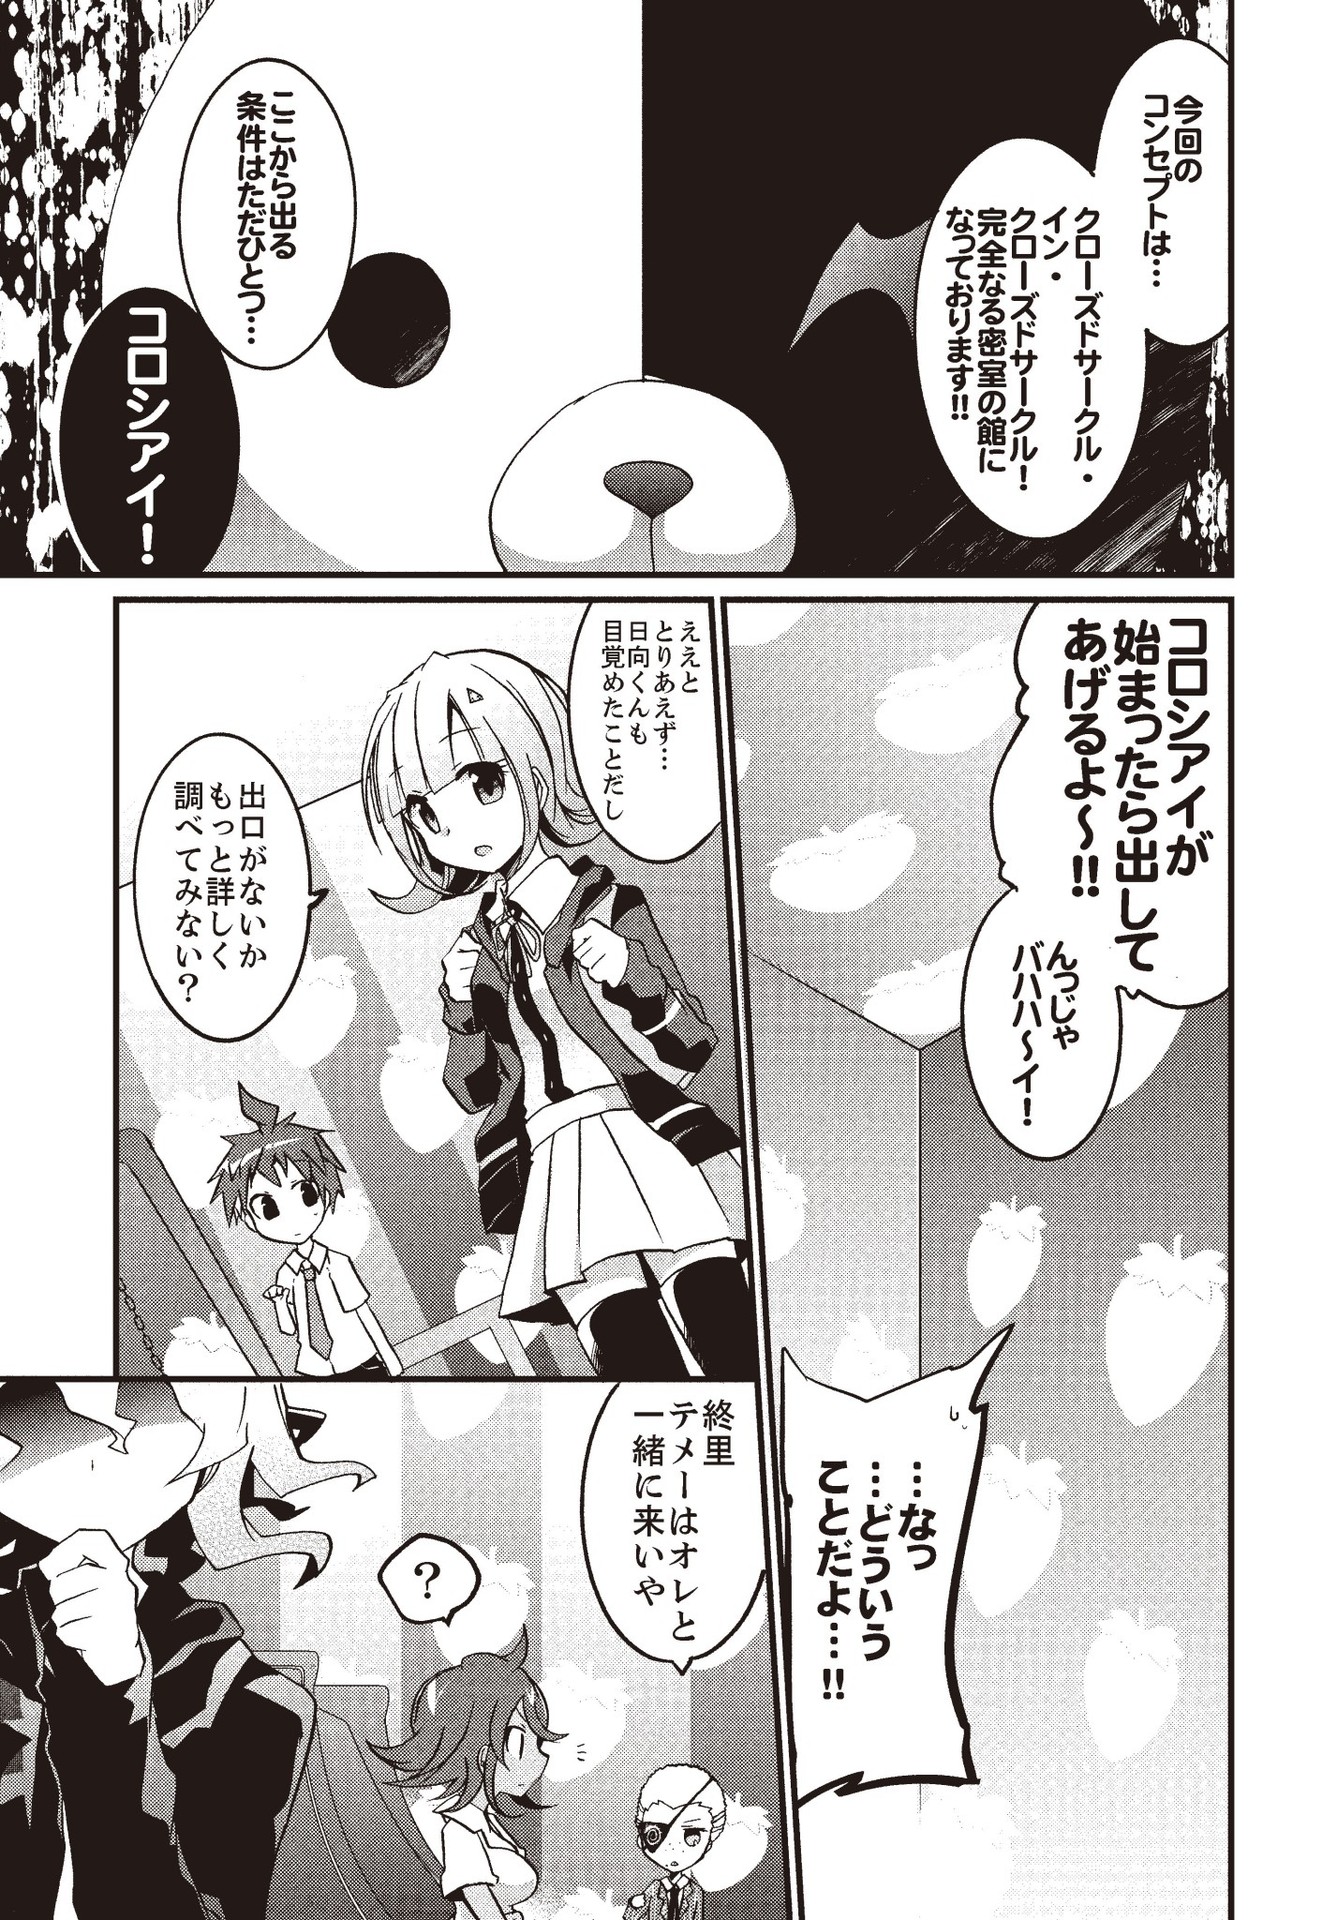 今回の
コンセプトは…
クローズドサークル・
イン・
クローズドサークル！
完全なる密室の館に
なっております!!
ここから出る
条件はただひとつ…
コロシアイ！
コロシアイが
始まったら出して
あげるよ～!!
んっじゃ
バハハ～イ！
…なっ
…どういう
ことだよ…!!
ええと
とりあえず…
日向くんも
目覚めたことだし
出口がないか
もっと詳しく
調べてみない？
終里
テメーはオレと
一緒に来いや
？